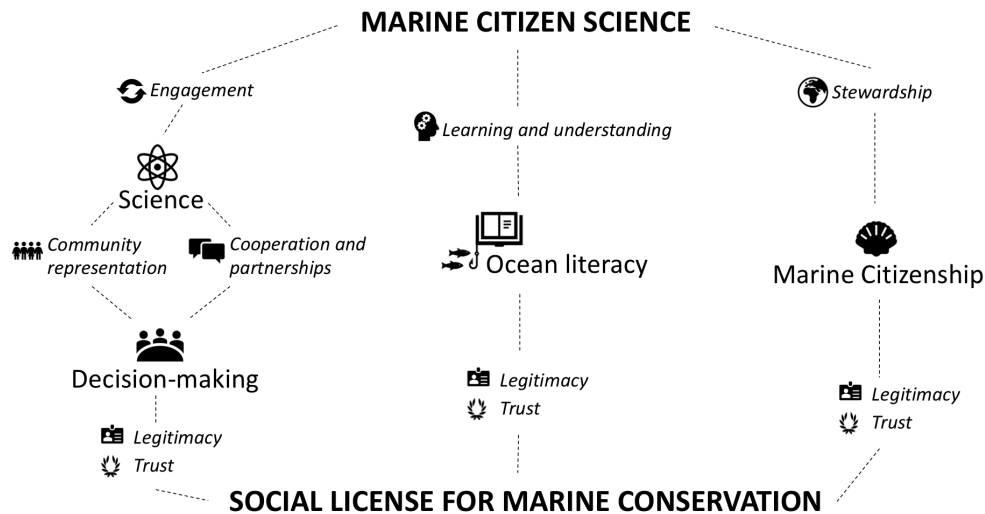 MARINE CITIZEN SCIENCE
Engagement
Stewardship
Learning and understanding
Science
Community
representation
Cooperation and
partnerships
Ocean literacy
Marine Citizenship
Decision-making
Legitimacy
Trust
Legitimacy
Trust
Legitimacy
Trust
SOCIAL LICENSE FOR MARINE CONSERVATION